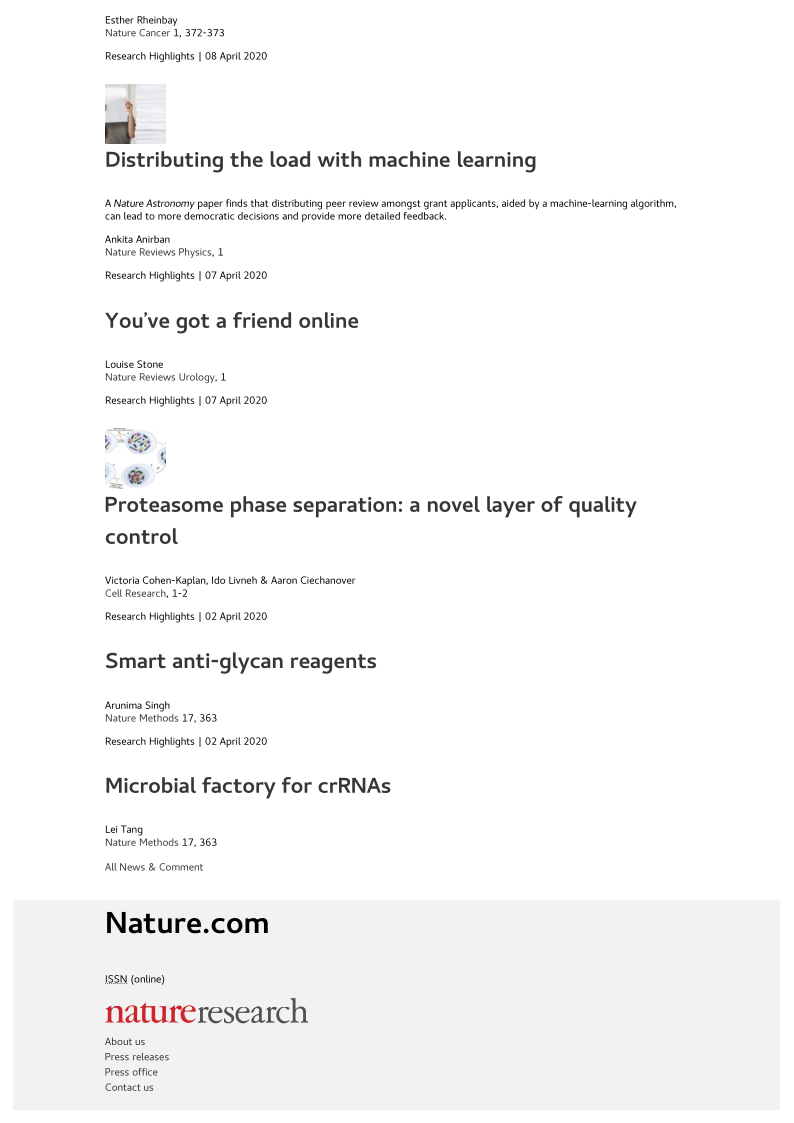 Esther Rheinbay
Nature Cancer 1, 372-373
Research Highlights | 08 April 2020
Distributing the load with machine learning
A Nature Astronomy paper finds that distributing peer review amongst grant applicants, aided by a machine-learning algorithm,
can lead to more democratic decisions and provide more detailed feedback.
Ankita Anirban
Nature Reviews Physics, 1
Research Highlights | 07 April 2020
You’ve got a friend online
Louise Stone
Nature Reviews Urology, 1
Research Highlights | 07 April 2020
Proteasome phase separation: a novel layer of quality
control
Victoria Cohen-Kaplan, Ido Livneh & Aaron Ciechanover
Cell Research, 1-2
Research Highlights | 02 April 2020
Smart anti-glycan reagents
Arunima Singh
Nature Methods 17, 363
Research Highlights | 02 April 2020
Microbial factory for crRNAs
Lei Tang
Nature Methods 17, 363
All News & Comment
Nature.com
ISSN (online)
natureresearch
About us
Press releases
Press office
Contact us